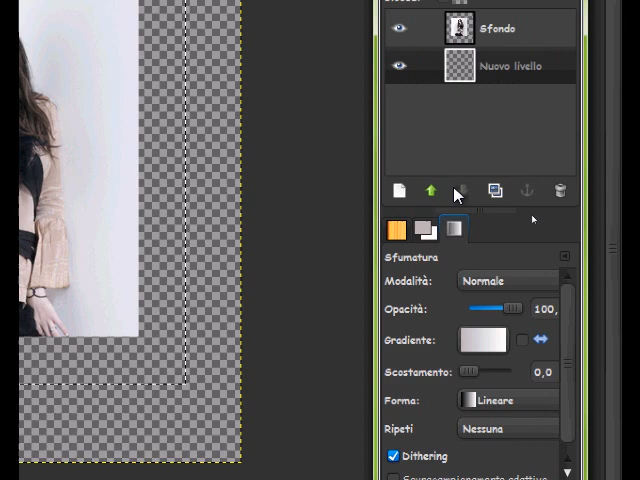 Sfondo
Nuovo livello
Sfumatura
Modalità: Normale
Opacità: 100,
Gradiente:
Scostamento: 0,0
Forma: Lineare
Ripeti Nessuna
Dithering